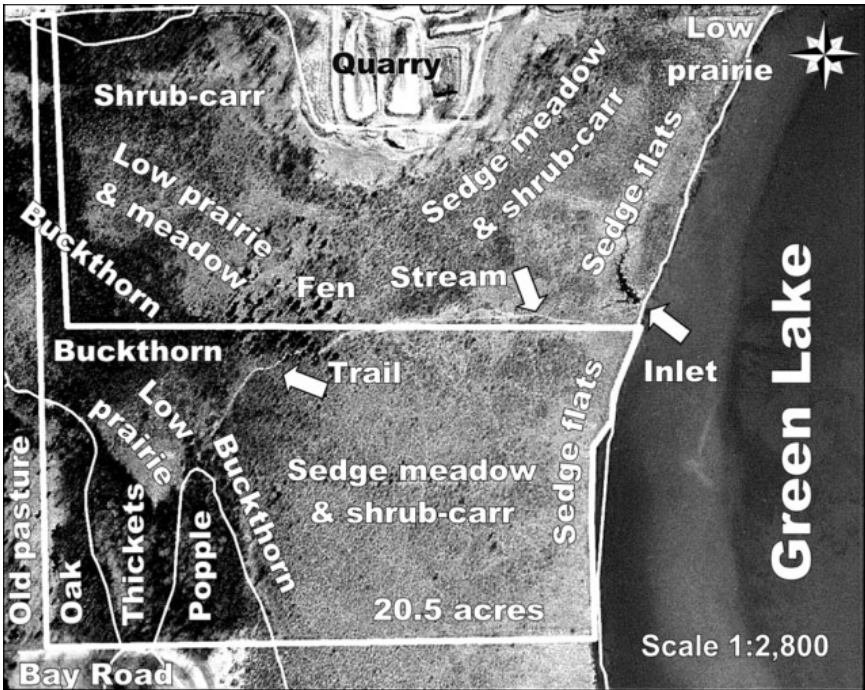 Low
prairie
Quarry
Shrub-carr
Sedge meadow
& shrub-carr
Low prairie
& meadow
Sedge flats
Buckthorn
Fen
Stream
Buckthorn
Trail
Inlet
Low
prairie
Buckthorn
Sedge flats
Green Lake
Sedge meadow
& shrub-carr
Old pasture
Oak
Thickets
Popple
20.5 acres
Scale 1:2,800
Bay Road